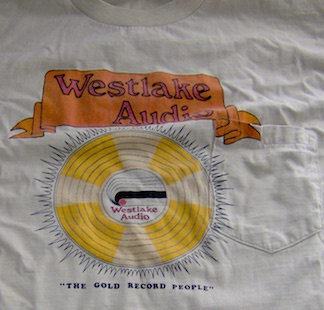 Westlake
Audio
Westlake
Audio
"THE GOLD RECORD PEOPLE"